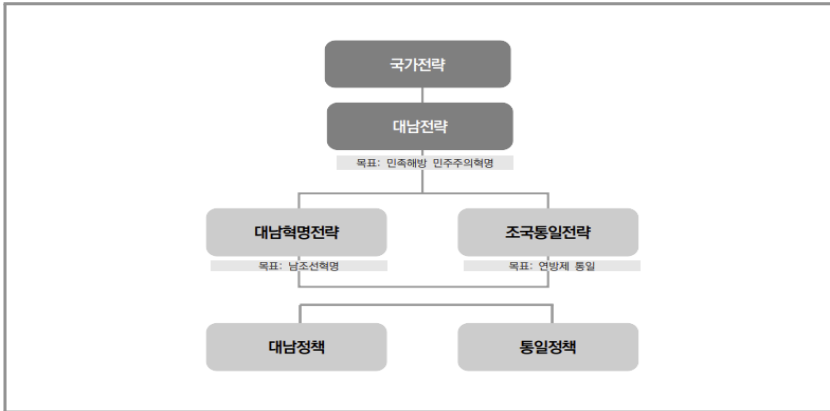 국가전략
대남전략
목표: 민족해방 민주주의혁명
대남혁명전략
조국통일전략
목표: 남조선혁명
목표: 연방제 통일
대남정책
통일정책